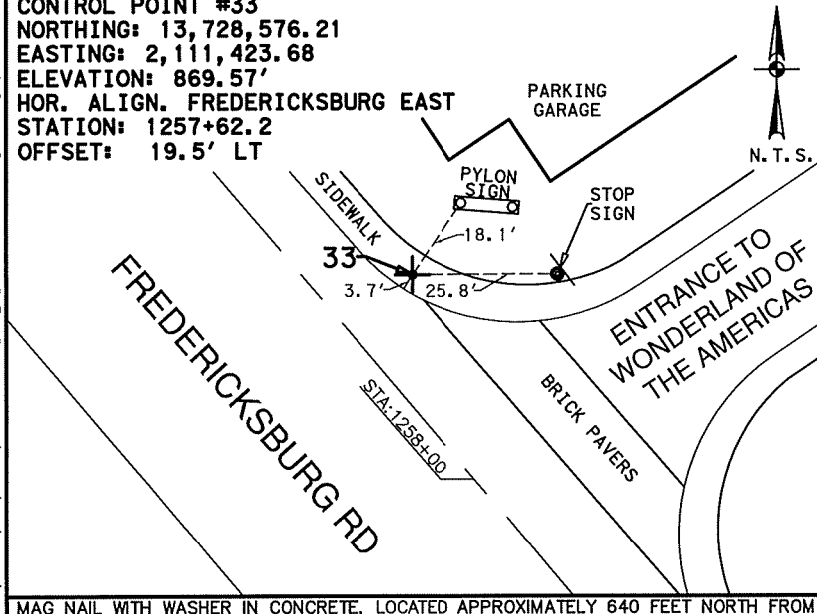 CONTROL POINT #33
NORTHING: 13,728,576.21
EASTING: 2,111,423.68
ELEVATION: 869.57'
HOR. ALIGN. FREDERICKSBURG EAST
STATION: 1257+62.2
OFFSET: 19.5' LT
PARKING
GARAGE
N.T.S.
PYLON
SIGN
STOP
SIGN
SIDEWALK
18.1'
33
3.7'
25.8'
ENTRANCE TO
WONDERLAND OF
THE AMERICAS
FREDERICKSBURG RD
STA:1258+00
BRICK PAVERS
MAG NAIL WITH WASHER IN CONCRETE, LOCATED APPROXIMATELY 640 FEET NORTH FROM